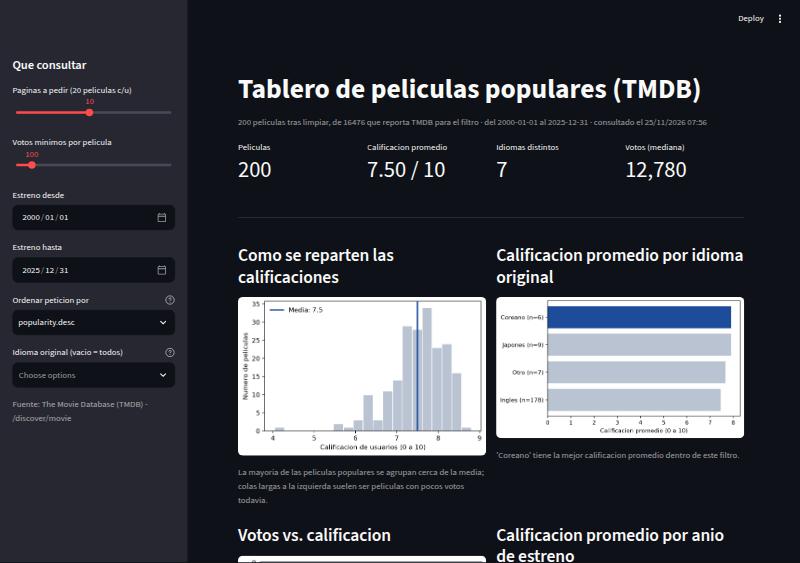 Deploy
Que consultar
Paginas a pedir (20 peliculas c/u)
10
Votos minimos por pelicula
100
Estreno desde
2000 / 01 / 01
Estreno hasta
2025 / 12 / 31
Ordenar peticion por
popularity.desc
Idioma original (vacio = todos)
Choose options
Fuente: The Movie Database (TMDB) -
/discover/movie
Tablero de peliculas populares (TMDB)
200 peliculas tras limpiar, de 16476 que reporta TMDB para el filtro · del 2000-01-01 al 2025-12-31 · consultado el 25/11/2026 07:56
Peliculas
200
Calificacion promedio
7.50 / 10
Idiomas distintos
7
Votos (mediana)
12,780
Como se reparten las
calificaciones
Media: 7.5
Numero de peliculas
35
30
25
20
15
10
5
0
4 5 6 7 8 9
Calificacion de usuarios (0 a 10)
La mayoria de las peliculas populares se agrupan cerca de la media;
colas largas a la izquierda suelen ser peliculas con pocos votos
todavia.
Calificacion promedio por idioma
original
Coreano (n=6)
Japones (n=9)
Otro (n=7)
Ingles (n=178)
0 1 2 3 4 5 6 7 8
Calificacion promedio (0 a 10)
'Coreano' tiene la mejor calificacion promedio dentro de este filtro.
Votos vs. calificacion
Calificacion promedio por anio
de estreno